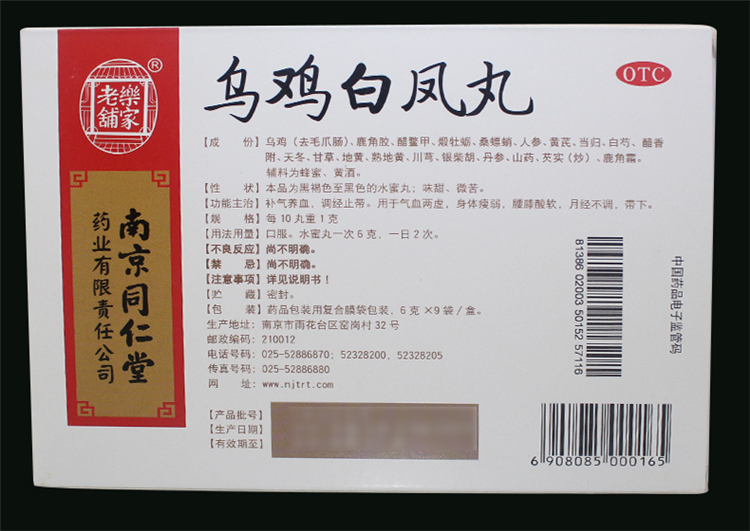 樂家
老舖
®
乌鸡白凤丸
OTC
南京同仁堂
药业有限责任公司
【成 份】乌鸡（去毛爪肠）、鹿角胶、醋鳖甲、煅牡蛎、桑螵蛸、人参、黄芪、当归、白芍、醋香
附、天冬、甘草、地黄、熟地黄、川芎、银柴胡、丹参、山药、芡实（炒）、鹿角霜。
辅料为蜂蜜、黄酒。
【性 状】本品为黑褐色至黑色的水蜜丸；味甜、微苦。
【功能主治】补气养血，调经止带。用于气血两虚，身体瘦弱，腰膝酸软，月经不调，带下。
【规 格】每10丸重1克
【用法用量】口服。水蜜丸一次6克，一日2次。
【不良反应】尚不明确。
【禁 忌】尚不明确。
【注意事项】详见说明书！
【贮 藏】密封。
【包 装】药品包装用复合膜袋包装，6克×9袋/盒。
生产地址：南京市雨花台区窑岗村32号
邮政编码：210012
电话号码：025-52886870；52328200、52328205
传真号码：025-52886880
网 址：www.njtrt.com
【产品批号】
【生产日期】
【有效期至】
81386 02003 50152 57116
中国药品电子监管码
6 908085 000165